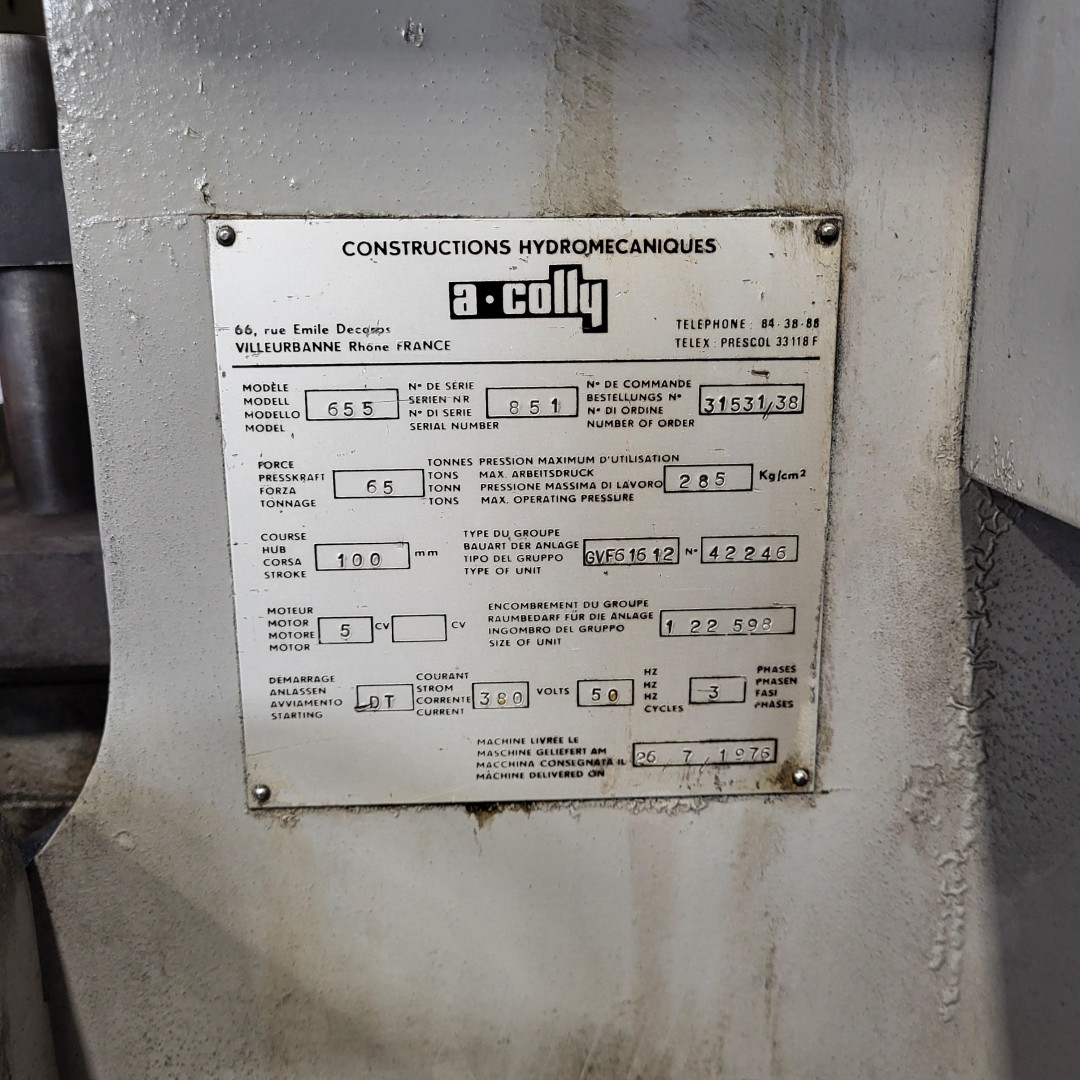 CONSTRUCTIONS HYDROMECANIQUES
a·colly
66, rue Emile Decorps
VILLEURBANNE Rhône FRANCE
TELEPHONE : 84·38·88
TELEX : PRESCOL 33118 F
MODÈLE
MODELL
MODELLO
MODEL
655
N° DE SÉRIE
SERIEN NR
N° DI SERIE
SERIAL NUMBER
851
N° DE COMMANDE
BESTELLUNGS N°
N° DI ORDINE
NUMBER OF ORDER
31531/38
FORCE
PRESSKRAFT
FORZA
TONNAGE
65
TONNES
TONS
TONN
TONS
PRESSION MAXIMUM D'UTILISATION
MAX. ARBEITSDRUCK
PRESSIONE MASSIMA DI LAVORO
MAX. OPERATING PRESSURE
285
Kg/cm²
COURSE
HUB
CORSA
STROKE
100
mm
TYPE DU GROUPE
BAUART DER ANLAGE
TIPO DEL GRUPPO
TYPE OF UNIT
GVF61612
N°
42246
MOTEUR
MOTOR
MOTORE
MOTOR
5
CV
CV
ENCOMBREMENT DU GROUPE
RAUMBEDARF FÜR DIE ANLAGE
INGOMBRO DEL GRUPPO
SIZE OF UNIT
1 22 598
DÉMARRAGE
ANLASSEN
AVVIAMENTO
STARTING
DT
COURANT
STROM
CORRENTE
CURRENT
380
VOLTS
50
HZ
HZ
HZ
CYCLES
3
PHASES
PHASEN
FASI
PHASES
MACHINE LIVRÉE LE
MASCHINE GELIEFERT AM
MACCHINA CONSEGNATA IL
MACHINE DELIVERED ON
26 / 7 / 1976